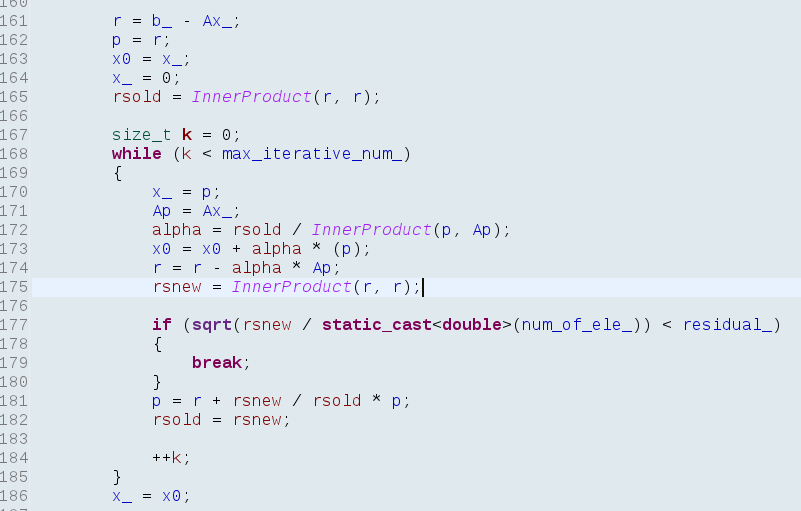 160
161 r = b_ - Ax_;
162 p = r;
163 x0 = x_;
164 x_ = 0;
165 rsold = InnerProduct(r, r);
166
167 size_t k = 0;
168 while (k < max_iterative_num_)
169 {
170 x_ = p;
171 Ap = Ax_;
172 alpha = rsold / InnerProduct(p, Ap);
173 x0 = x0 + alpha * (p);
174 r = r - alpha * Ap;
175 rsnew = InnerProduct(r, r);
176
177 if (sqrt(rsnew / static_cast<double>(num_of_ele_)) < residual_)
178 {
179 break;
180 }
181 p = r + rsnew / rsold * p;
182 rsold = rsnew;
183
184 ++k;
185 }
186 x_ = x0;
187